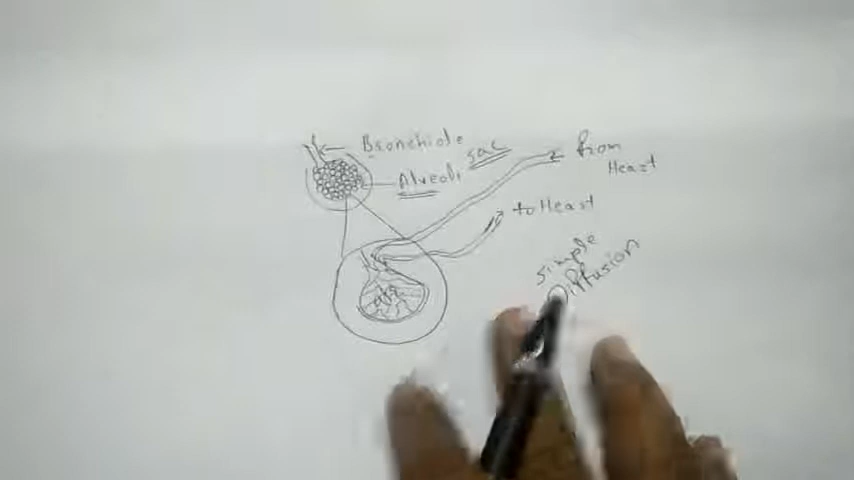 Bronchiole
Alveoli sac
from
Heart
to Heart
simple
Diffusion